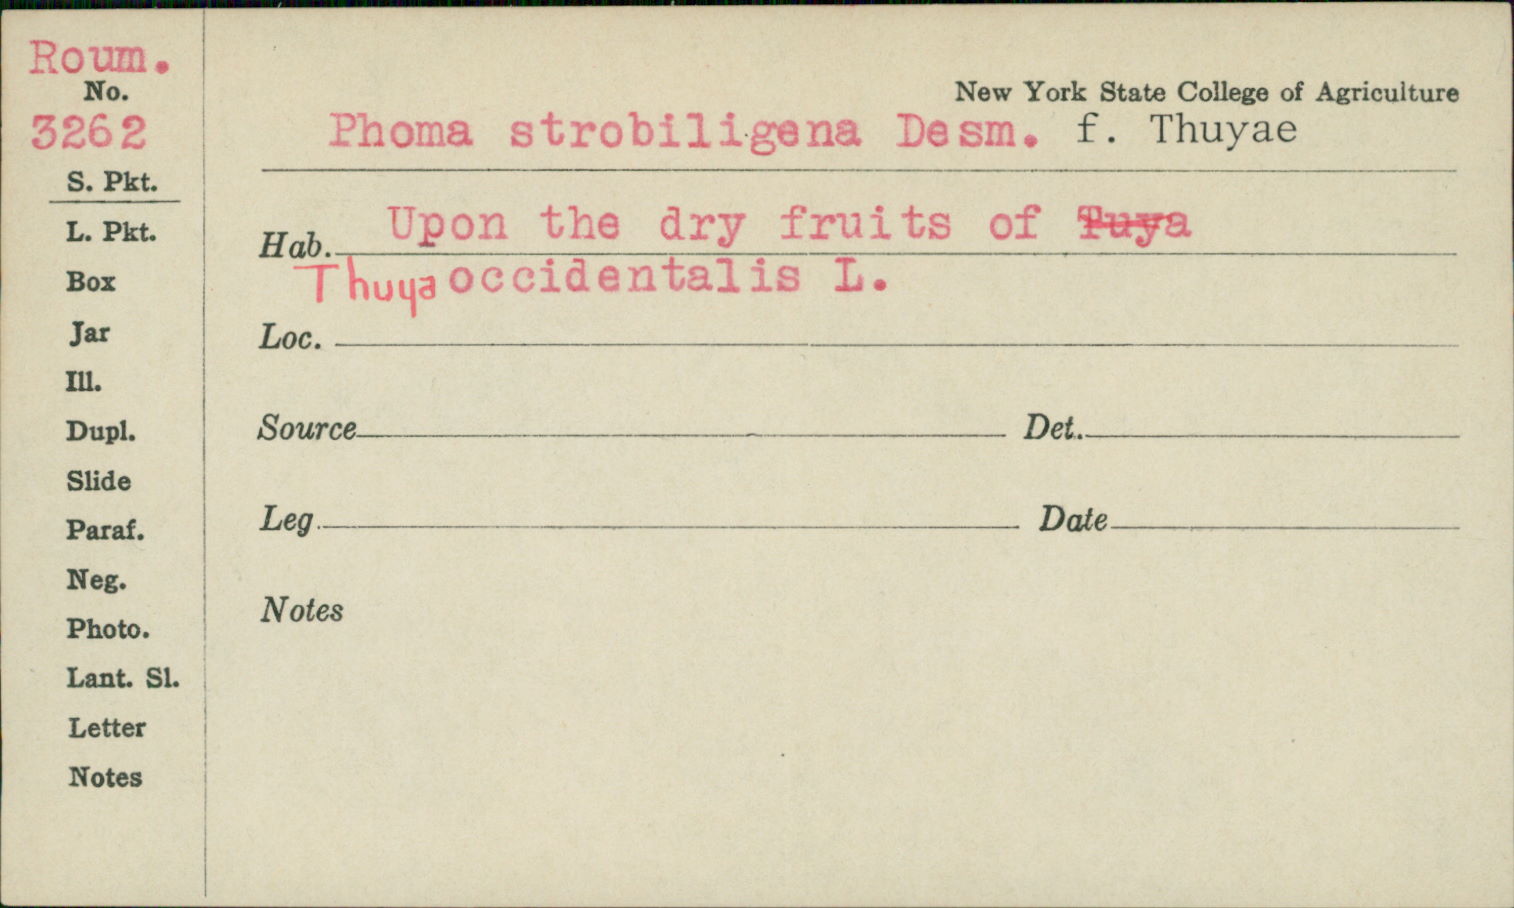 Roum.
No.
3262
S. Pkt.
L. Pkt.
Box
Jar
Ill.
Dupl.
Slide
Paraf.
Neg.
Photo.
Lant. Sl.
Letter
Notes
New York State College of Agriculture
Phoma strobiligena Desm. f. Thuyae
Hab. Upon the dry fruits of Tuya
Thuya occidentalis L.
Loc.
Source Det.
Leg. Date
Notes